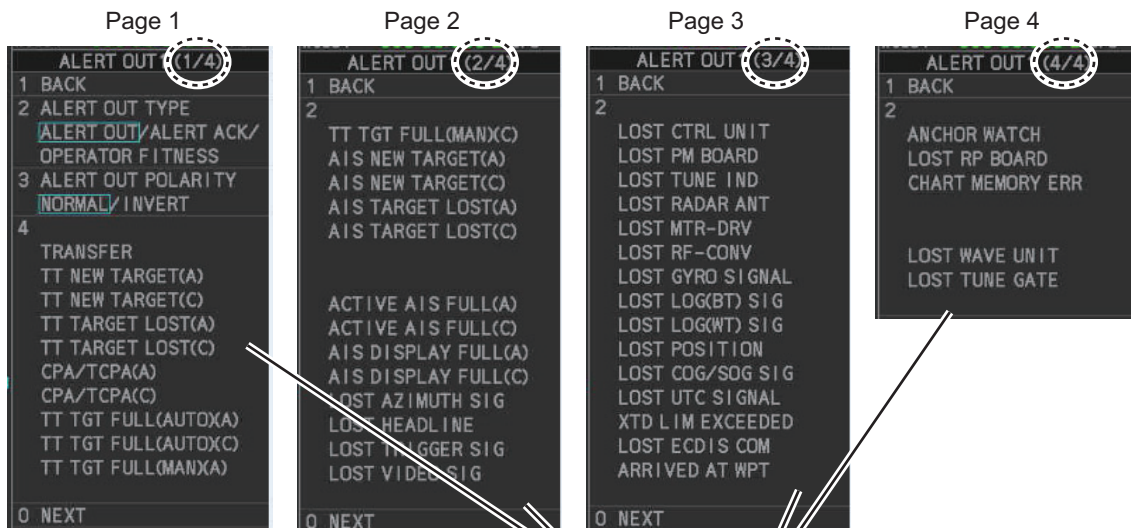 Page 1
ALERT OUT1 (1/4)
1 BACK
2 ALERT OUT TYPE
ALERT OUT/ALERT ACK/
OPERATOR FITNESS
3 ALERT OUT POLARITY
NORMAL/INVERT
4
TRANSFER
TT NEW TARGET(A)
TT NEW TARGET(C)
TT TARGET LOST(A)
TT TARGET LOST(C)
CPA/TCPA(A)
CPA/TCPA(C)
TT TGT FULL(AUTO)(A)
TT TGT FULL(AUTO)(C)
TT TGT FULL(MAN)(A)
0 NEXT
Page 2
ALERT OUT1 (2/4)
1 BACK
2
TT TGT FULL(MAN)(C)
AIS NEW TARGET(A)
AIS NEW TARGET(C)
AIS TARGET LOST(A)
AIS TARGET LOST(C)
ACTIVE AIS FULL(A)
ACTIVE AIS FULL(C)
AIS DISPLAY FULL(A)
AIS DISPLAY FULL(C)
LOST AZIMUTH SIG
LOST HEADLINE
LOST TRIGGER SIG
LOST VIDEO SIG
0 NEXT
Page 3
ALERT OUT1 (3/4)
1 BACK
2
LOST CTRL UNIT
LOST PM BOARD
LOST TUNE IND
LOST RADAR ANT
LOST MTR-DRV
LOST RF-CONV
LOST GYRO SIGNAL
LOST LOG(BT) SIG
LOST LOG(WT) SIG
LOST POSITION
LOST COG/SOG SIG
LOST UTC SIGNAL
XTD LIM EXCEEDED
LOST ECDIS COM
ARRIVED AT WPT
0 NEXT
Page 4
ALERT OUT1 (4/4)
1 BACK
2
ANCHOR WATCH
LOST RP BOARD
CHART MEMORY ERR
LOST WAVE UNIT
LOST TUNE GATE